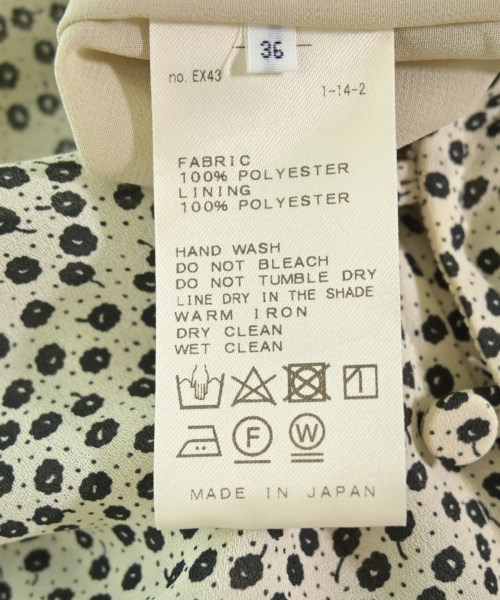 36
no. EX43
1-14-2
FABRIC
100% POLYESTER
LINING
100% POLYESTER
HAND WASH
DO NOT BLEACH
DO NOT TUMBLE DRY
LINE DRY IN THE SHADE
WARM IRON
DRY CLEAN
WET CLEAN
F W
MADE IN JAPAN